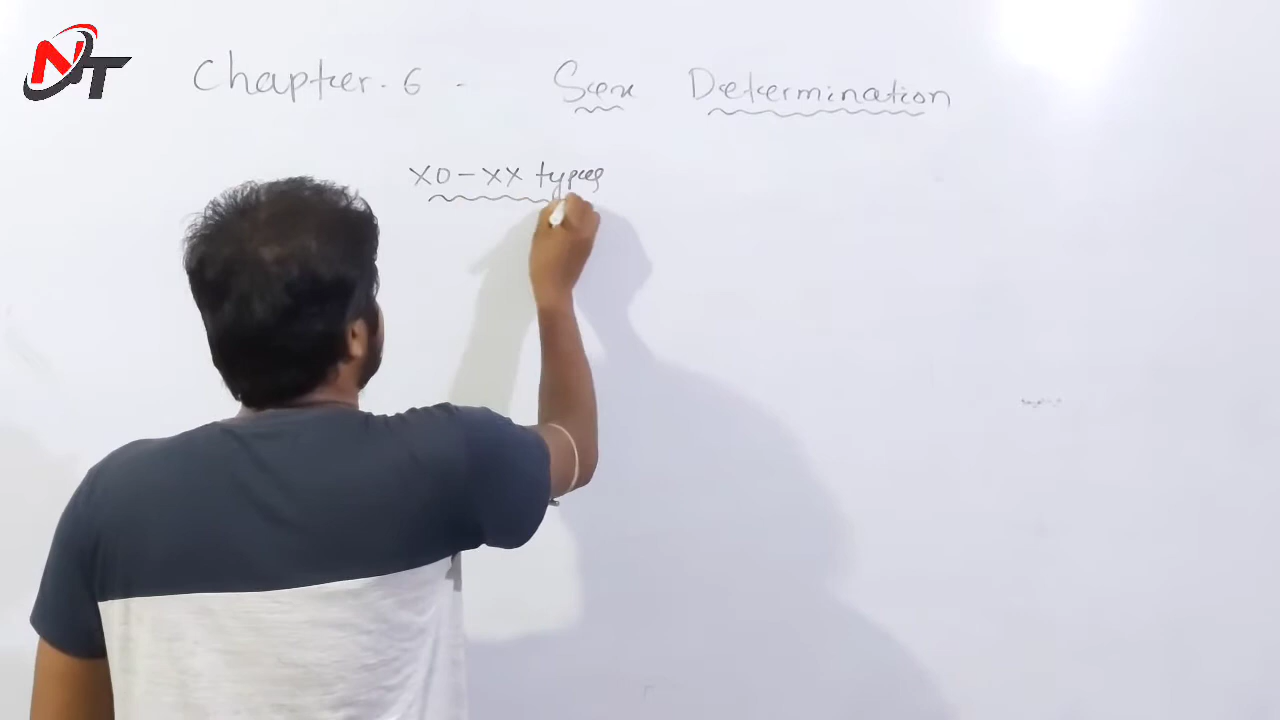 NT
Chapter. 6 - Sex Determination
XO - XX types